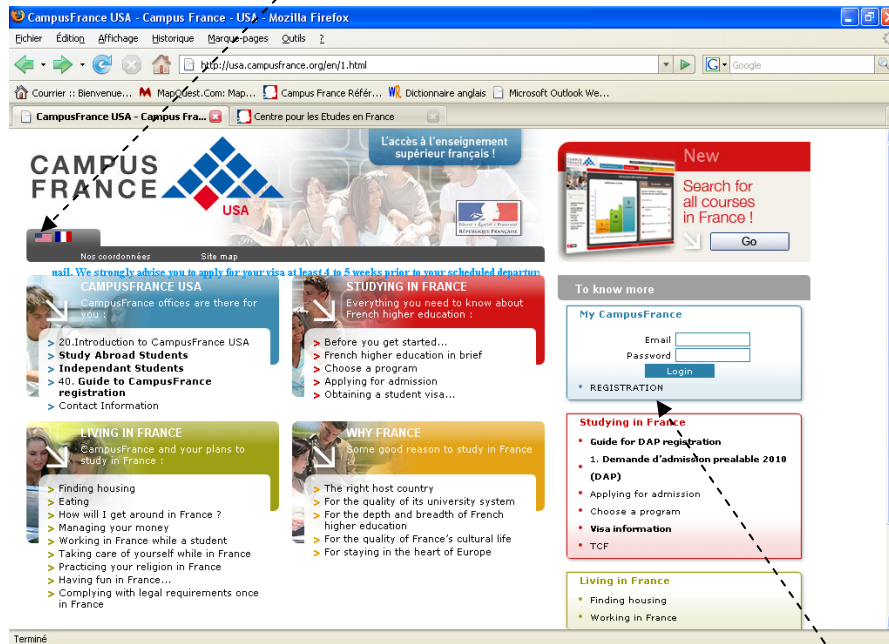 CampusFrance USA - Campus France - USA - Mozilla Firefox
Fichier Édition Affichage Historique Marque-pages Outils ?
http://usa.campusfrance.org/en/1.html
G Google
Courrier :: Bienvenue... MapQuest.Com: Map... Campus France Référ... Dictionnaire anglais Microsoft Outlook We...
CampusFrance USA - Campus Fra... Centre pour les Etudes en France
L'accès à l'enseignement
supérieur français !
CAMPUS
FRANCE
USA
Liberté • Égalité • Fraternité
RÉPUBLIQUE FRANÇAISE
Nos coordonnées Site map
New
Search for
all courses
in France !
Go
nail. We strongly advise you to apply for your visa at least 4 to 5 weeks prior to your scheduled departur
CAMPUSFRANCE USA
CampusFrance offices are there for
you :
> 20.Introduction to CampusFrance USA
> Study Abroad Students
> Independant Students
> 40. Guide to CampusFrance
registration
> Contact Information
STUDYING IN FRANCE
Everything you need to know about
French higher education :
> Before you get started...
> French higher education in brief
> Choose a program
> Applying for admission
> Obtaining a student visa...
LIVING IN FRANCE
CampusFrance and your plans to
study in France :
> Finding housing
> Eating
> How will I get around in France ?
> Managing your money
> Working in France while a student
> Taking care of yourself while in France
> Practicing your religion in France
> Having fun in France...
> Complying with legal requirements once
in France
WHY FRANCE
Some good reason to study in France
:
> The right host country
> For the quality of its university system
> For the depth and breadth of French
higher education
> For the quality of France's cultural life
> For staying in the heart of Europe
To know more
My CampusFrance
Email
Password
Login
• REGISTRATION
Studying in France
• Guide for DAP registration
• 1. Demande d'admission prealable 2010
(DAP)
• Applying for admission
• Choose a program
• Visa information
• TCF
Living in France
• Finding housing
• Working in France
Terminé